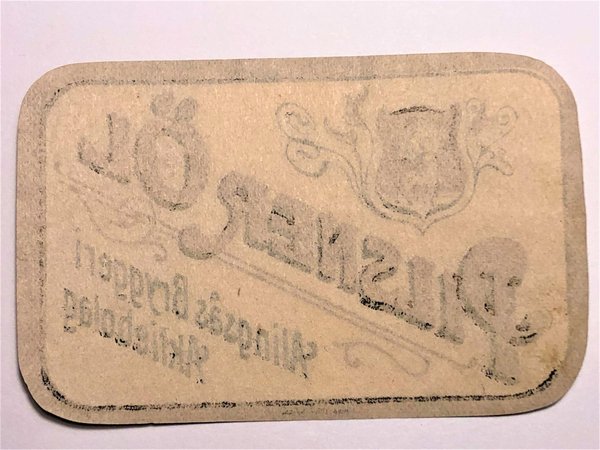 PILSNER ÖL
Alingsås Bryggeri
Aktiebolag